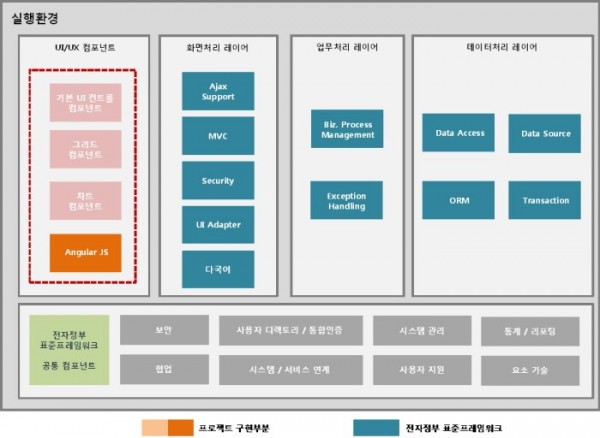 실행환경
UI/UX 컴포넌트
화면처리 레이어
업무처리 레이어
데이터처리 레이어
기본 UI 컨트롤
컴포넌트
그리드
컴포넌트
차트
컴포넌트
Angular JS
Ajax
Support
MVC
Security
UI Adapter
다국어
Biz. Process
Management
Exception
Handling
Data Access
Data Source
ORM
Transaction
전자정부
표준프레임워크
공통 컴포넌트
보안
사용자 디렉토리 / 통합인증
시스템 관리
통계 / 리포팅
협업
시스템 / 서비스 연계
사용자 지원
요소 기술
프로젝트 구현부분
전자정부 표준프레임워크